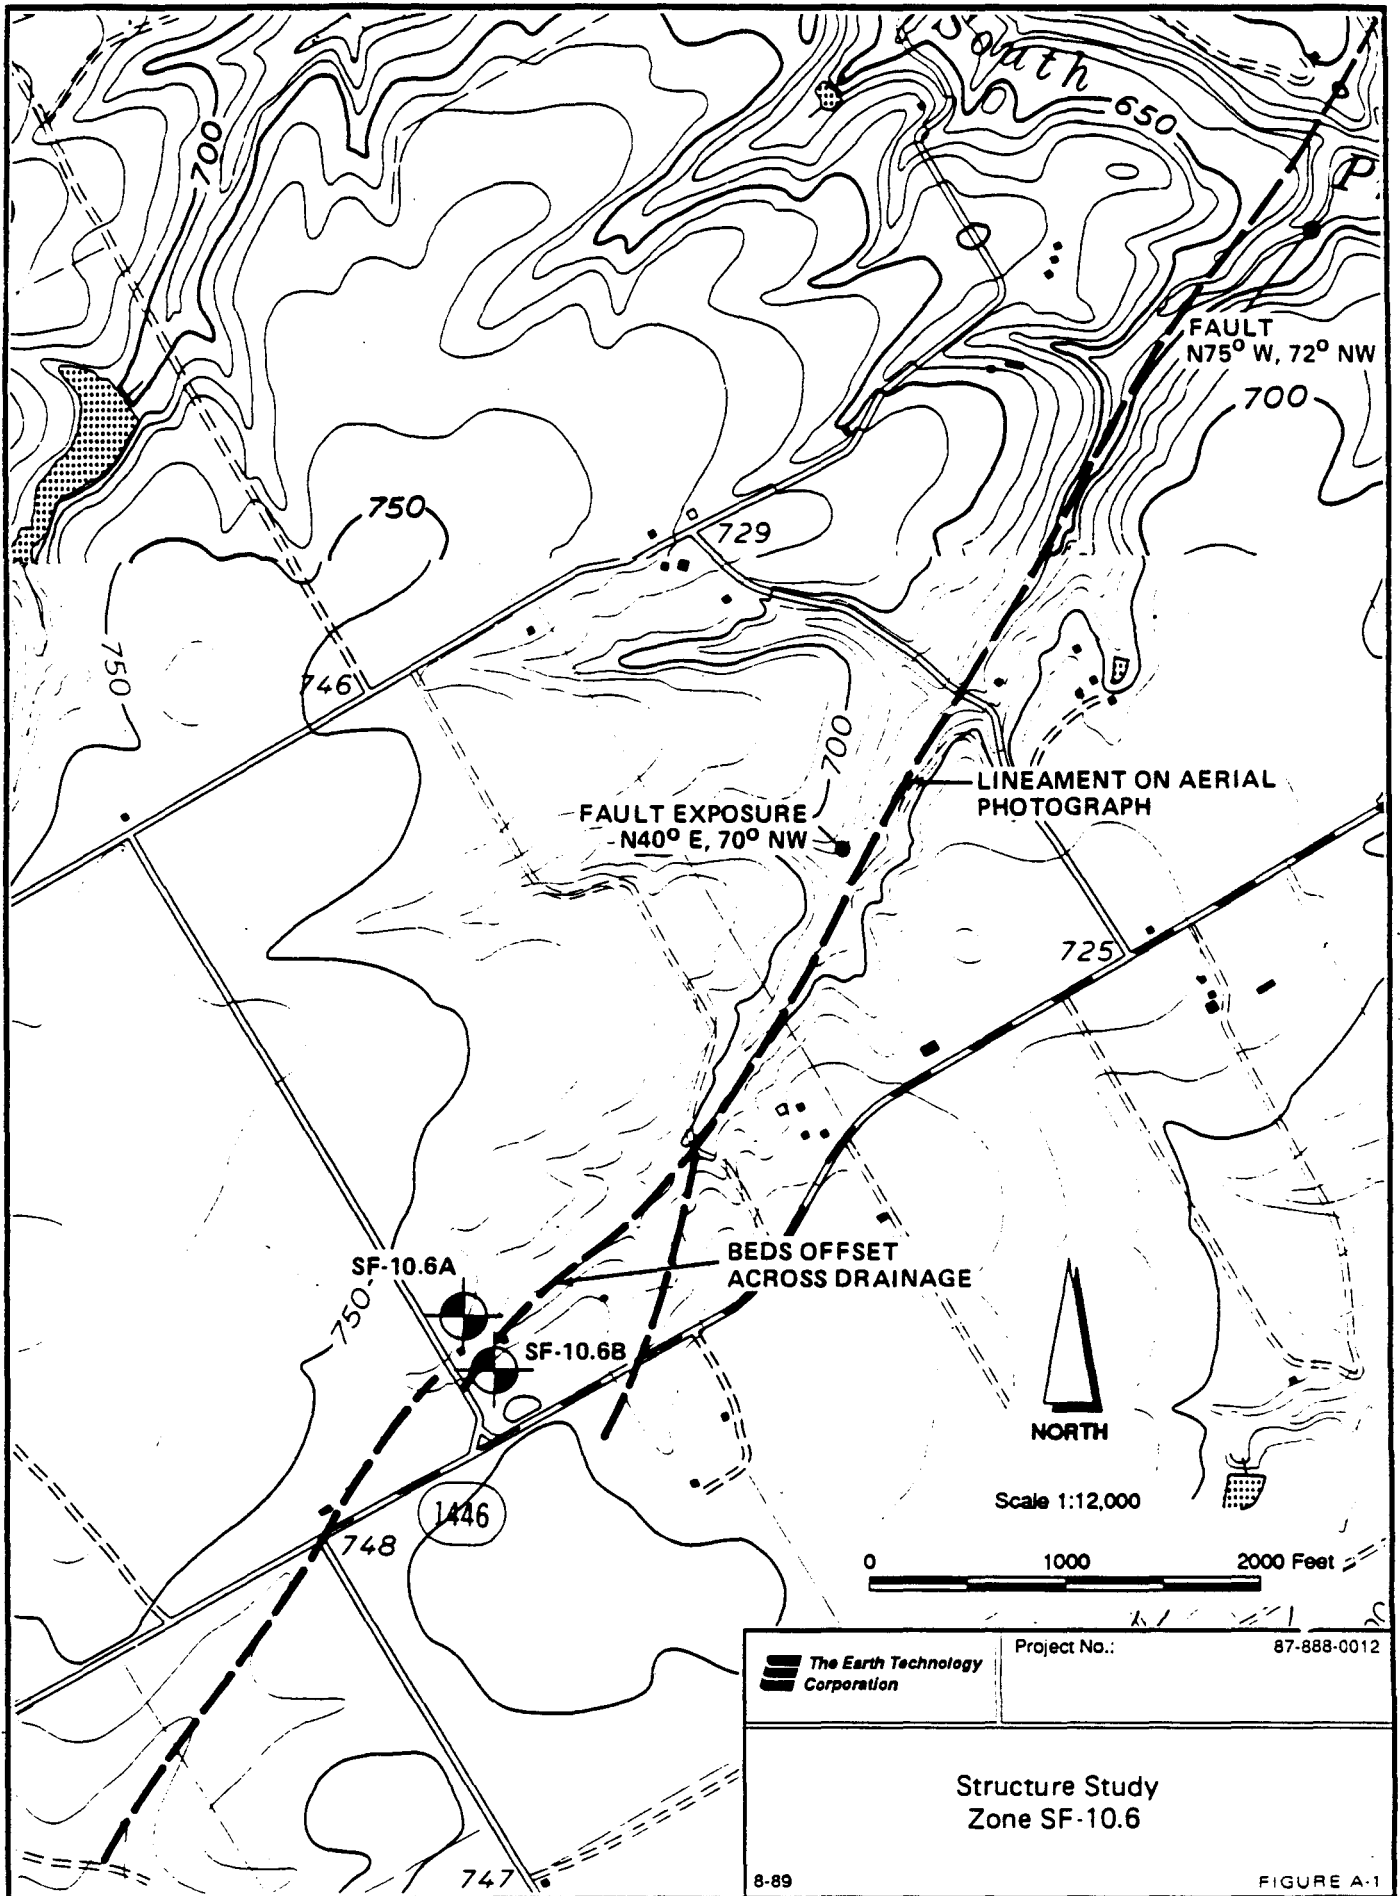 South
650
700
P
FAULT
N75° W, 72° NW
700
750
729
750
746
700
LINEAMENT ON AERIAL
PHOTOGRAPH
FAULT EXPOSURE
N40° E, 70° NW
725
BEDS OFFSET
ACROSS DRAINAGE
SF-10.6A
750
SF-10.6B
NORTH
1446
Scale 1:12,000
748
0 1000 2000 Feet
The Earth Technology
Corporation
Project No.: 87-888-0012
Structure Study
Zone SF-10.6
747
8-89
FIGURE A-1